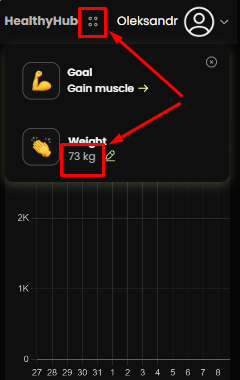 HealthyHub Oleksandr
Goal
Gain muscle →
Weight
73 kg
2K
1K
0
27 28 29 30 31 1 2 3 4 5 6 7 8